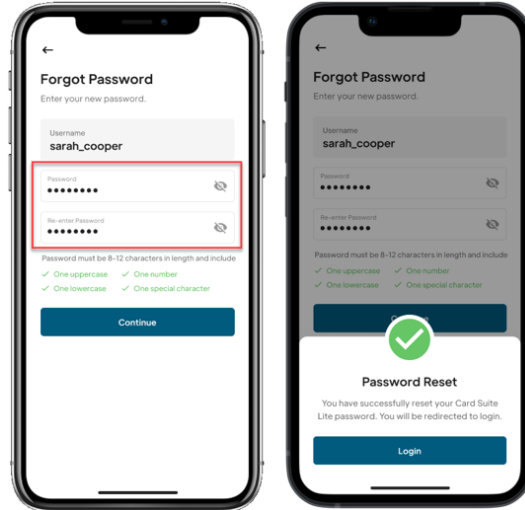 Forgot Password
Enter your new password.
Username
sarah_cooper
Password
••••••••
Re-enter Password
••••••••
Password must be 8-12 characters in length and include
One uppercase
One number
One lowercase
One special character
Continue
Forgot Password
Enter your new password.
Username
sarah_cooper
Password
••••••••
Re-enter Password
••••••••
Password must be 8-12 characters in length and include
One uppercase
One number
One lowercase
One special character
Password Reset
You have successfully reset your Card Suite
Lite password. You will be redirected to login.
Login